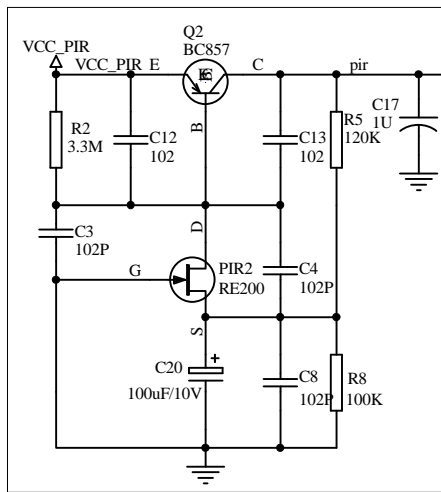 Q2
BC857
VCC_PIR
VCC_PIR E
C
pir
C17
1U
R2
3.3M
C12
102
B
C13
102
R5
120K
C3
102P
D
G
PIR2
RE200
C4
102P
S
C20
+
100uF/10V
C8
102P
R8
100K